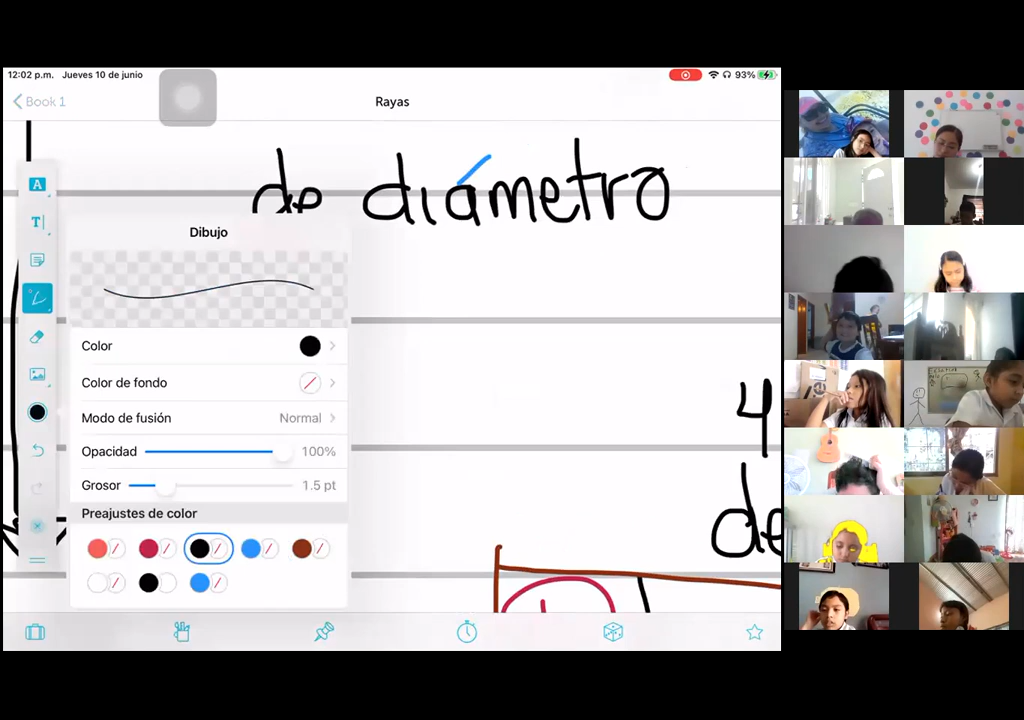 12:02 p.m. Jueves 10 de junio
93%
Book 1
Rayas
de diámetro
A
T
Dibujo
Color
Color de fondo
Modo de fusión Normal
Opacidad 100%
Grosor 1.5 pt
Preajustes de color
4
de